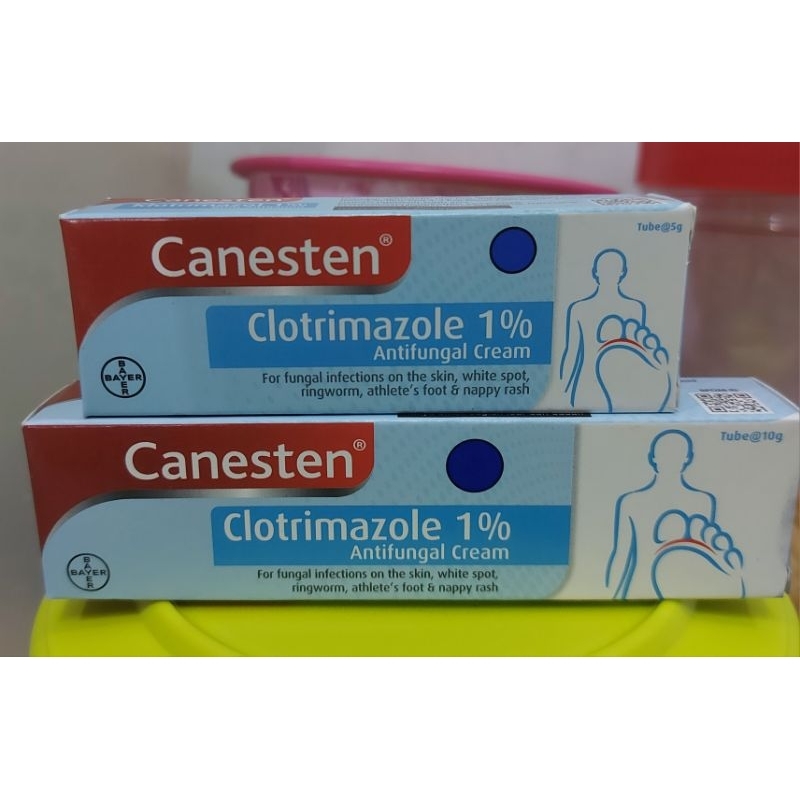 Canesten®
Tube@5g
Clotrimazole 1%
Antifungal Cream
For fungal infections on the skin, white spot,
ringworm, athlete's foot & nappy rash
BAYER
BAYER
Canesten®
Tube@10g
Clotrimazole 1%
Antifungal Cream
For fungal infections on the skin, white spot,
ringworm, athlete's foot & nappy rash
BAYER
BAYER